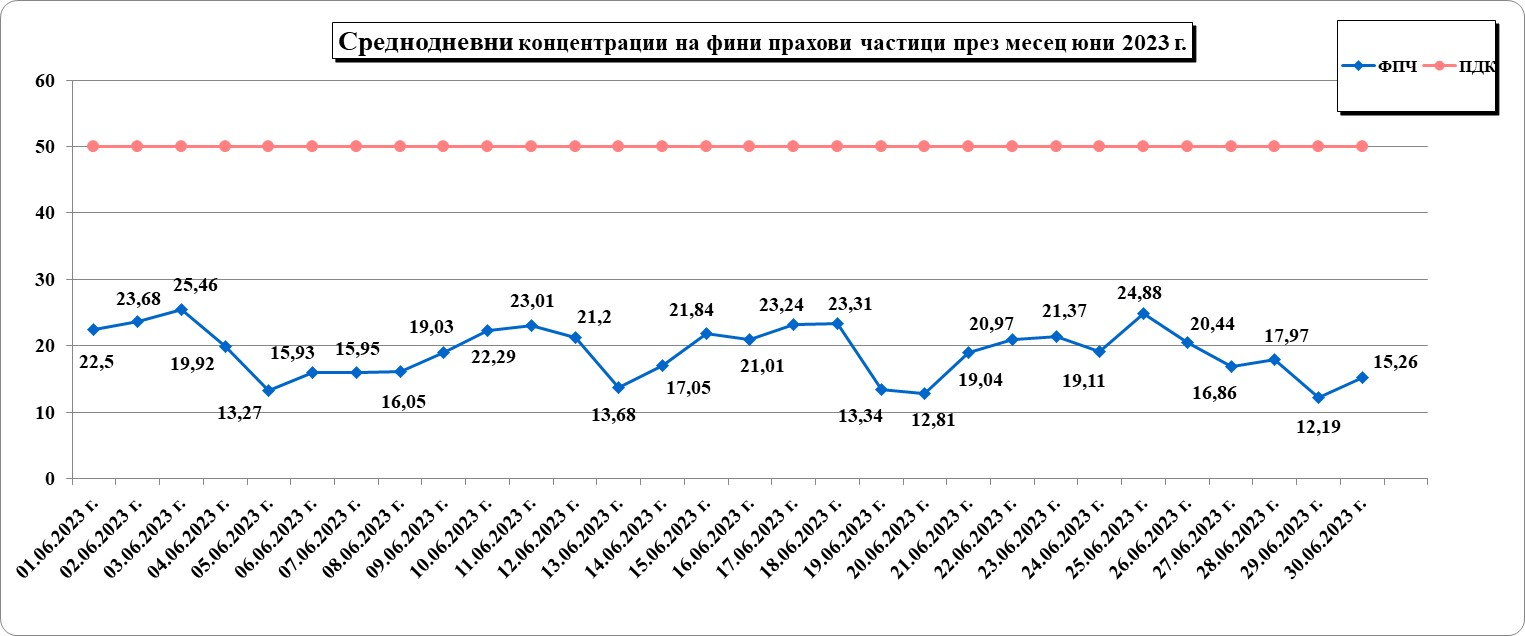 Среднодневни концентрации на фини прахови частици през месец юни 2023 г.
ФПЧ ПДК
60
50
40
30
20
10
0
22,5
23,68
25,46
19,92
13,27
15,93
15,95
16,05
19,03
22,29
23,01
21,2
13,68
17,05
21,84
21,01
23,24
23,31
13,34
12,81
19,04
20,97
21,37
19,11
24,88
20,44
16,86
17,97
12,19
15,26
01.06.2023 г.
02.06.2023 г.
03.06.2023 г.
04.06.2023 г.
05.06.2023 г.
06.06.2023 г.
07.06.2023 г.
08.06.2023 г.
09.06.2023 г.
10.06.2023 г.
11.06.2023 г.
12.06.2023 г.
13.06.2023 г.
14.06.2023 г.
15.06.2023 г.
16.06.2023 г.
17.06.2023 г.
18.06.2023 г.
19.06.2023 г.
20.06.2023 г.
21.06.2023 г.
22.06.2023 г.
23.06.2023 г.
24.06.2023 г.
25.06.2023 г.
26.06.2023 г.
27.06.2023 г.
28.06.2023 г.
29.06.2023 г.
30.06.2023 г.